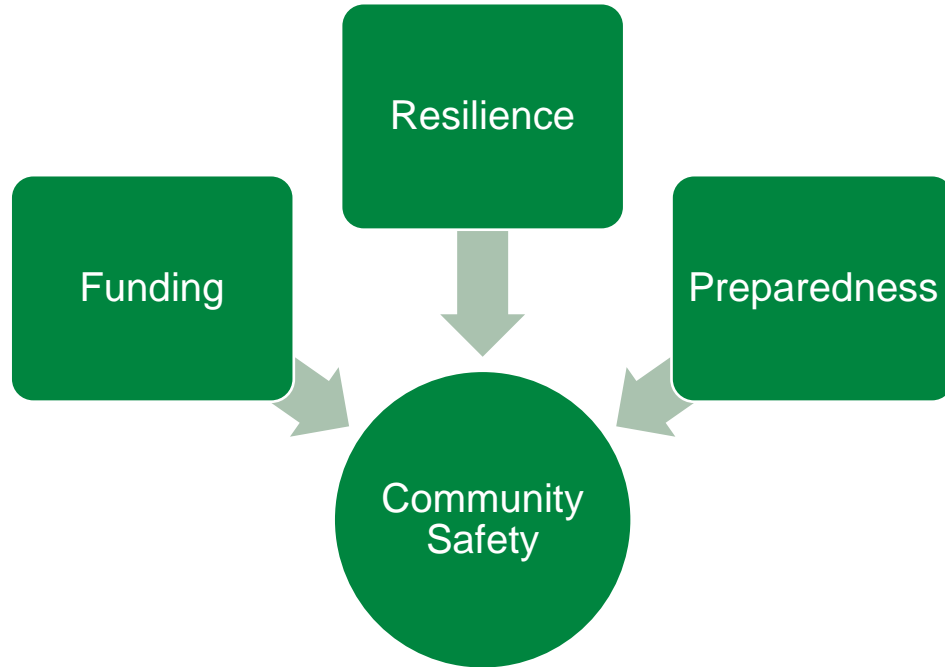 Resilience
Funding
Preparedness
Community
Safety